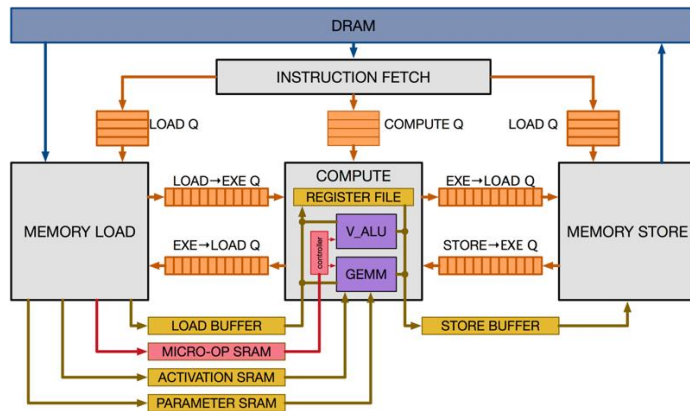 DRAM
INSTRUCTION FETCH
LOAD Q
COMPUTE Q
LOAD Q
MEMORY LOAD
LOAD→EXE Q
EXE→LOAD Q
COMPUTE
REGISTER FILE
V_ALU
controller
GEMM
EXE→LOAD Q
STORE→EXE Q
MEMORY STORE
LOAD BUFFER
STORE BUFFER
MICRO-OP SRAM
ACTIVATION SRAM
PARAMETER SRAM